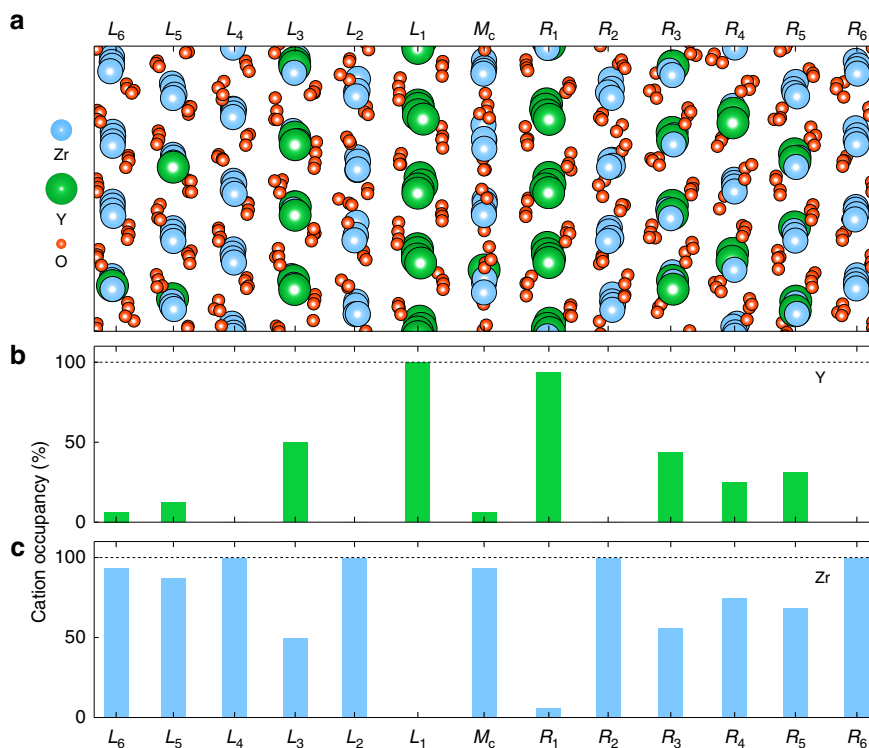 a
L6 L5 L4 L3 L2 L1 Mc R1 R2 R3 R4 R5 R6
Zr
Y
O
b
100
Y
50
0
Cation occupancy (%)
c
100
Zr
50
0
L6 L5 L4 L3 L2 L1 Mc R1 R2 R3 R4 R5 R6